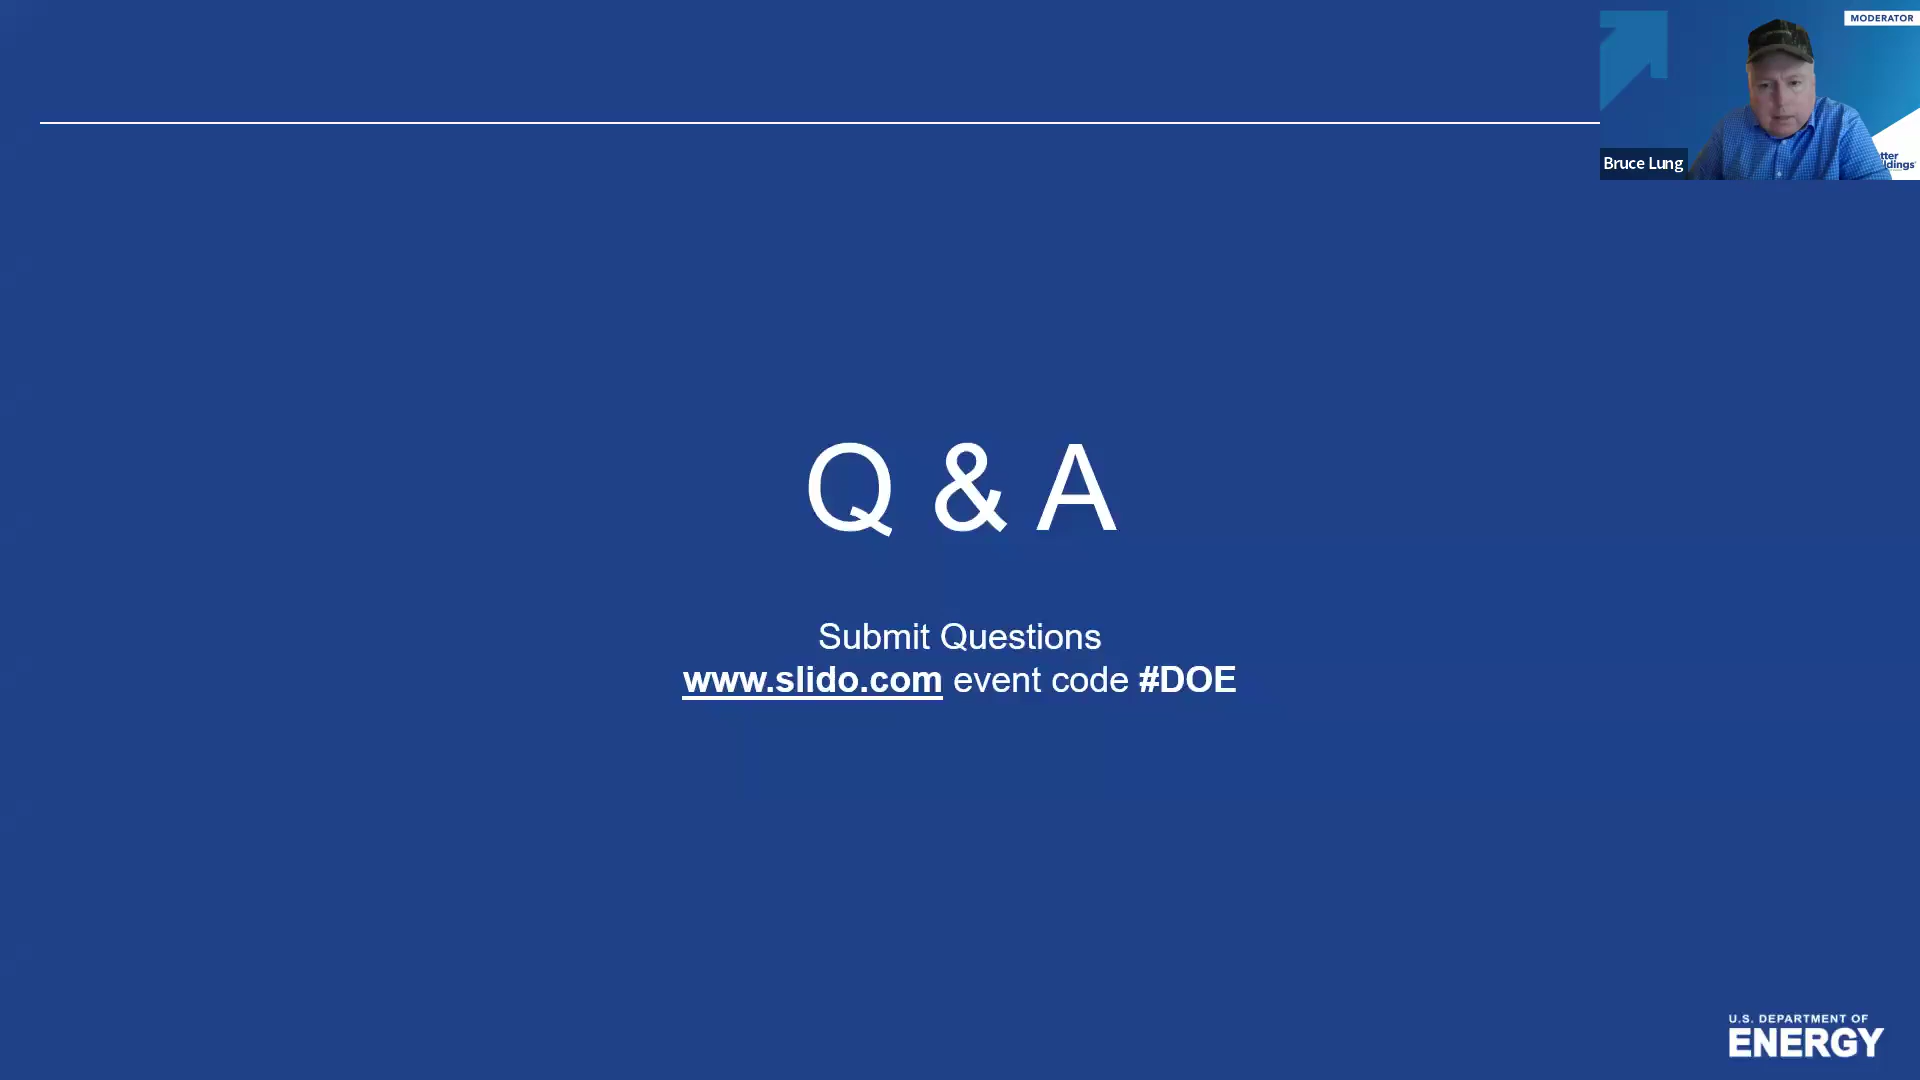 MODERATOR
Bruce Lung
Q & A
Submit Questions
www.slido.com event code #DOE
U.S. DEPARTMENT OF
ENERGY